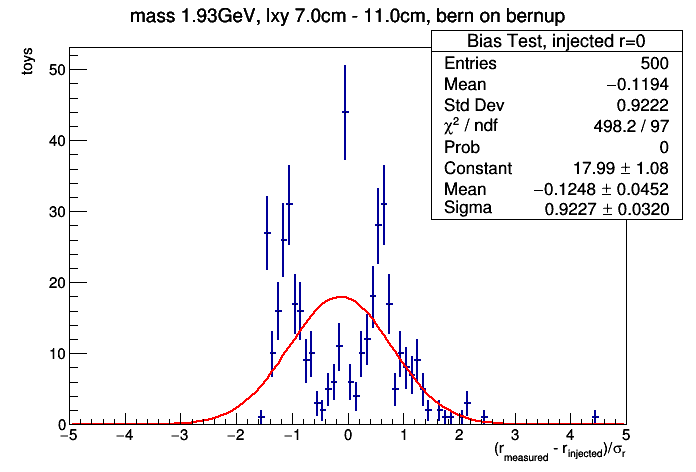 mass 1.93GeV, lxy 7.0cm - 11.0cm, bern on bernup
Bias Test, injected r=0
Entries 500
Mean −0.1194
Std Dev 0.9222
χ² / ndf 498.2 / 97
Prob 0
Constant 17.99 ± 1.08
Mean −0.1248 ± 0.0452
Sigma 0.9227 ± 0.0320
toys
50
40
30
20
10
0
−5 −4 −3 −2 −1 0 1 2 3 4 5
(r_measured - r_injected)/σ_r